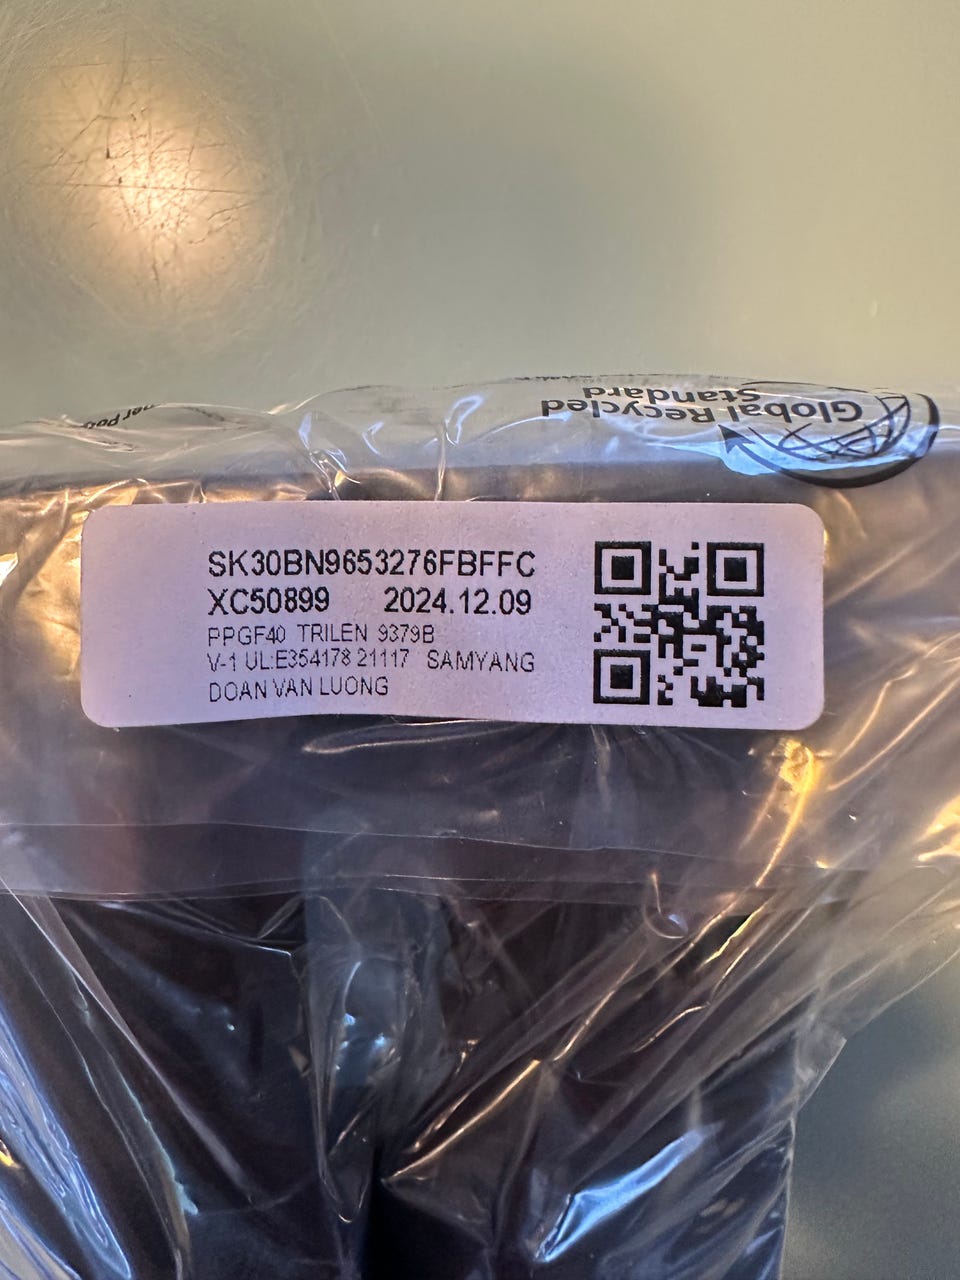 Global Recycled
Standard
SK30BN9653276FBFFC
XC50899 2024.12.09
PPGF40 TRILEN 9379B
V-1 UL:E354178 21117 SAMYANG
DOAN VAN LUONG